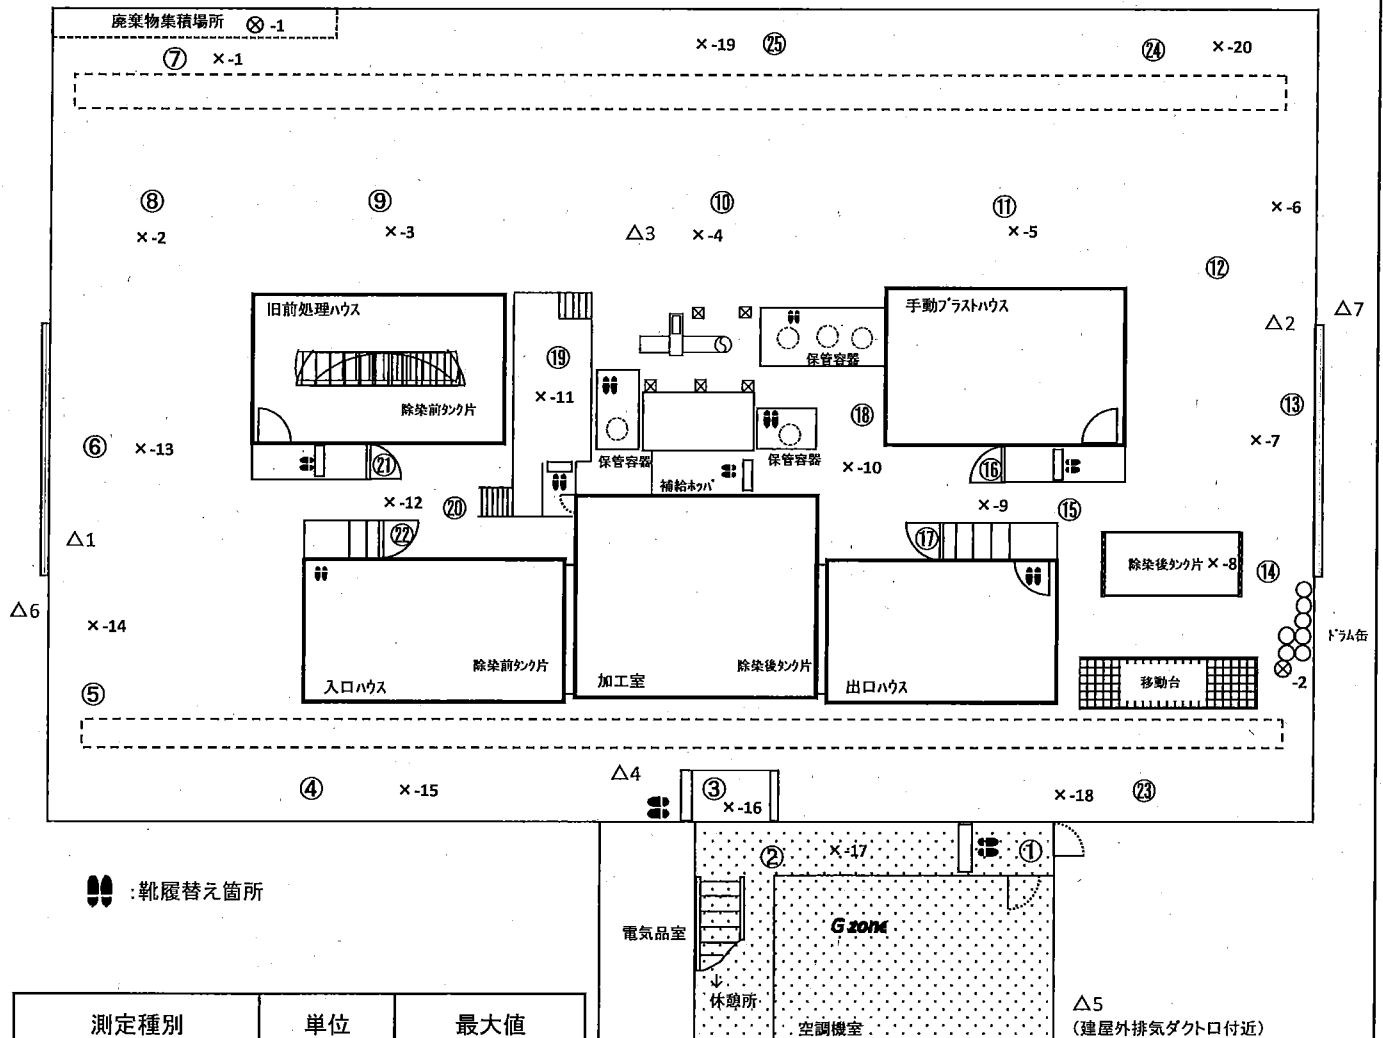 廃棄物集積場所 ⊗ -1
⑦ × -1
× -19 ㉕
㉔ × -20
⑧
⑨
⑩
⑪
× -6
× -2
× -3
△3 × -4
× -5
⑫
旧前処理ハウス
手動ブラストハウス
△7
△2
保管容器
⑲
除染前タンク片
× -11
⑱
⑬
⑥ × -13
× -7
㉑
保管容器
保管容器
× -10
⑯
補給ホッパ
× -12 ⑳
× -9 ⑮
㉒
⑰
△1
除染後タンク片 × -8 ⑭
△6
× -14
ドラム缶
除染前タンク片
除染後タンク片
入口ハウス
加工室
出口ハウス
移動台
⊗
-2
⑤
△4
④ × -15
③
× -16
× -18 ㉓
② × -17
①
:靴履替え箇所
電気品室
G zone
↓
休憩所
空調機室
△5
(建屋外排気ダクト口付近)
測定種別 単位 最大値